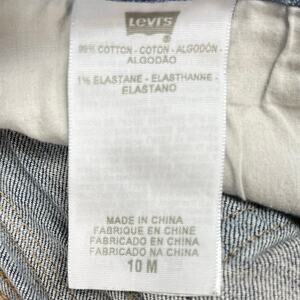 Levi's
®
99% COTTON - COTON - ALGODÓN -
ALGODÃO
1% ELASTANE - ELASTHANNE -
ELASTANO
MADE IN CHINA
FABRIQUE EN CHINE
FABRICADO EN CHINA
FABRICADO NA CHINA
10 M